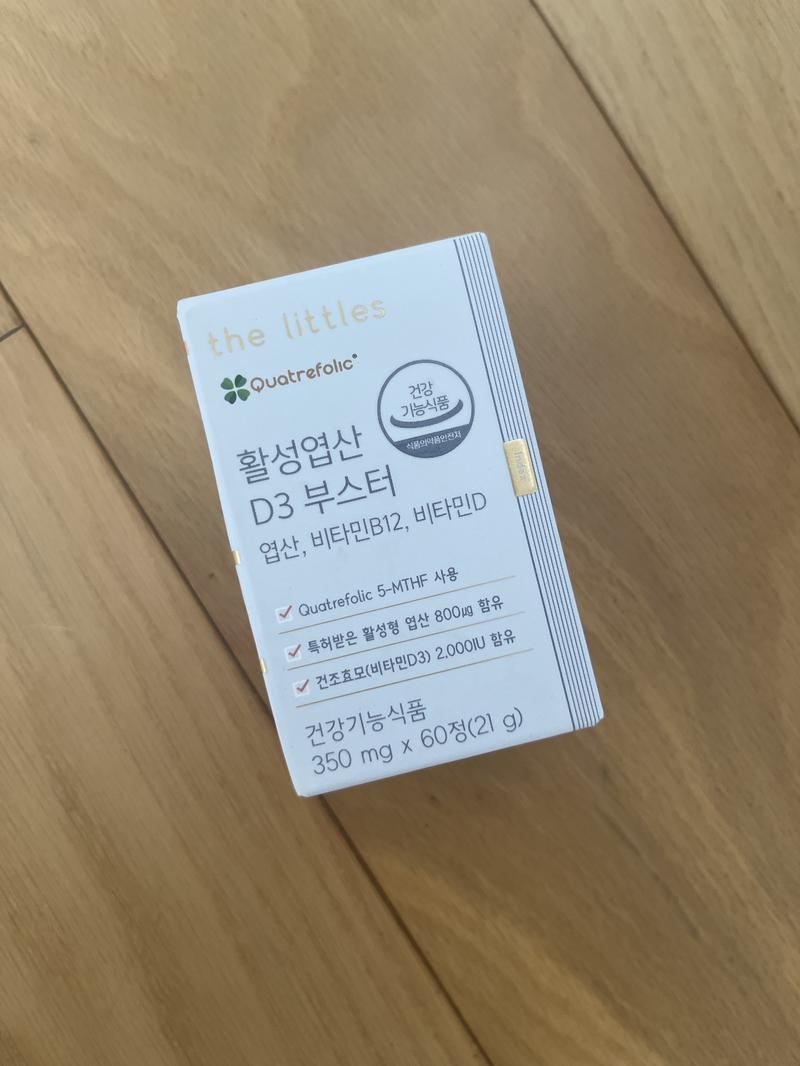 the littles
Quatrefolic®
건강
기능식품
식품의약품안전처
활성엽산
D3 부스터
엽산, 비타민B12, 비타민D
Index
Quatrefolic 5-MTHF 사용
특허받은 활성형 엽산 800㎍ 함유
건조효모(비타민D3) 2,000IU 함유
건강기능식품
350 mg x 60정(21 g)